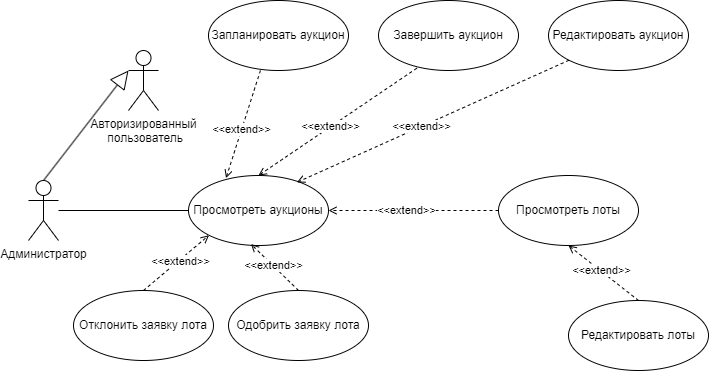 Запланировать аукцион
Завершить аукцион
Редактировать аукцион
Авторизированный
пользователь
<<extend>>
<<extend>>
<<extend>>
Администратор
Просмотреть аукционы
<<extend>>
Просмотреть лоты
<<extend>>
<<extend>>
<<extend>>
Отклонить заявку лота
Одобрить заявку лота
Редактировать лоты